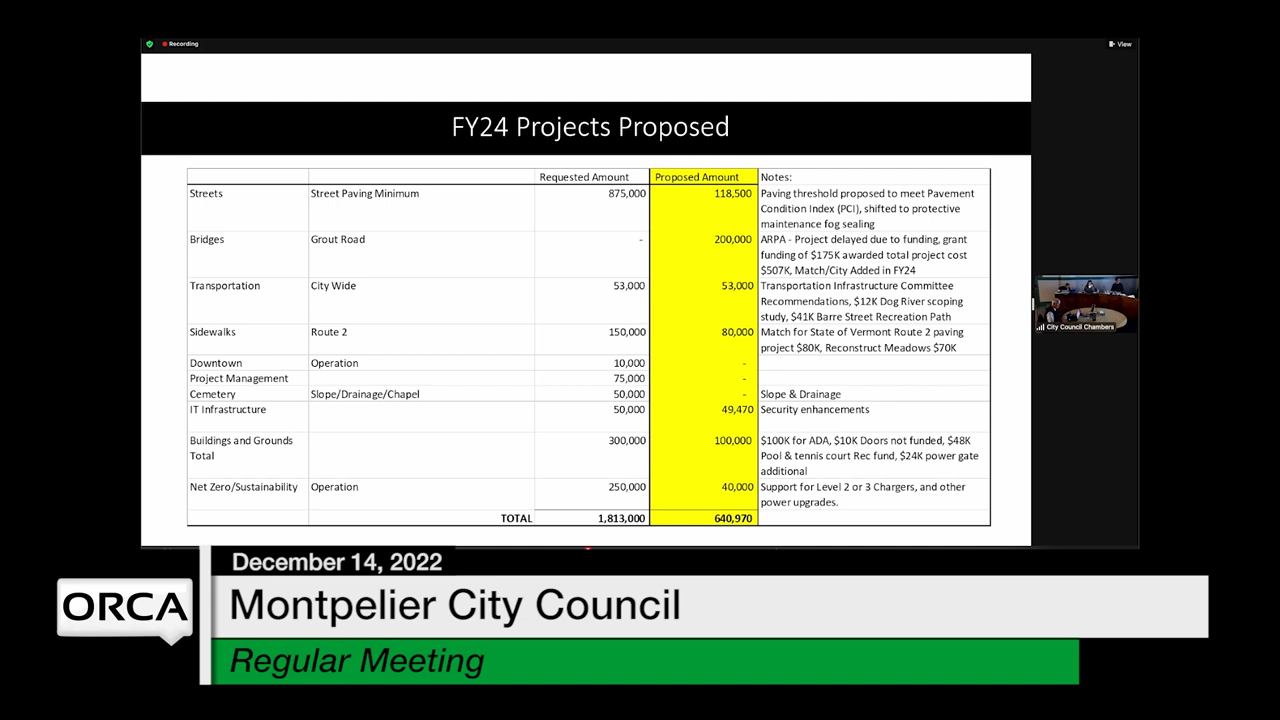 Recording
View
FY24 Projects Proposed
Requested Amount Proposed Amount Notes:
Streets Street Paving Minimum 875,000 118,500 Paving threshold proposed to meet Pavement
Condition Index (PCI), shifted to protective
maintenance fog sealing
Bridges Grout Road - 200,000 ARPA - Project delayed due to funding, grant
funding of $175K awarded total project cost
$507K, Match/City Added in FY24
Transportation City Wide 53,000 53,000 Transportation Infrastructure Committee
Recommendations, $12K Dog River scoping
study, $41K Barre Street Recreation Path
Sidewalks Route 2 150,000 80,000 Match for State of Vermont Route 2 paving
project $80K, Reconstruct Meadows $70K
Downtown Operation 10,000 -
Project Management 75,000 -
Cemetery Slope/Drainage/Chapel 50,000 - Slope & Drainage
IT Infrastructure 50,000 49,470 Security enhancements
Buildings and Grounds 300,000 100,000 $100K for ADA, $10K Doors not funded, $48K
Total Pool & tennis court Rec fund, $24K power gate
additional
Net Zero/Sustainability Operation 250,000 40,000 Support for Level 2 or 3 Chargers, and other
power upgrades.
TOTAL 1,813,000 640,970
City Council Chambers
December 14, 2022
ORCA
Montpelier City Council
Regular Meeting